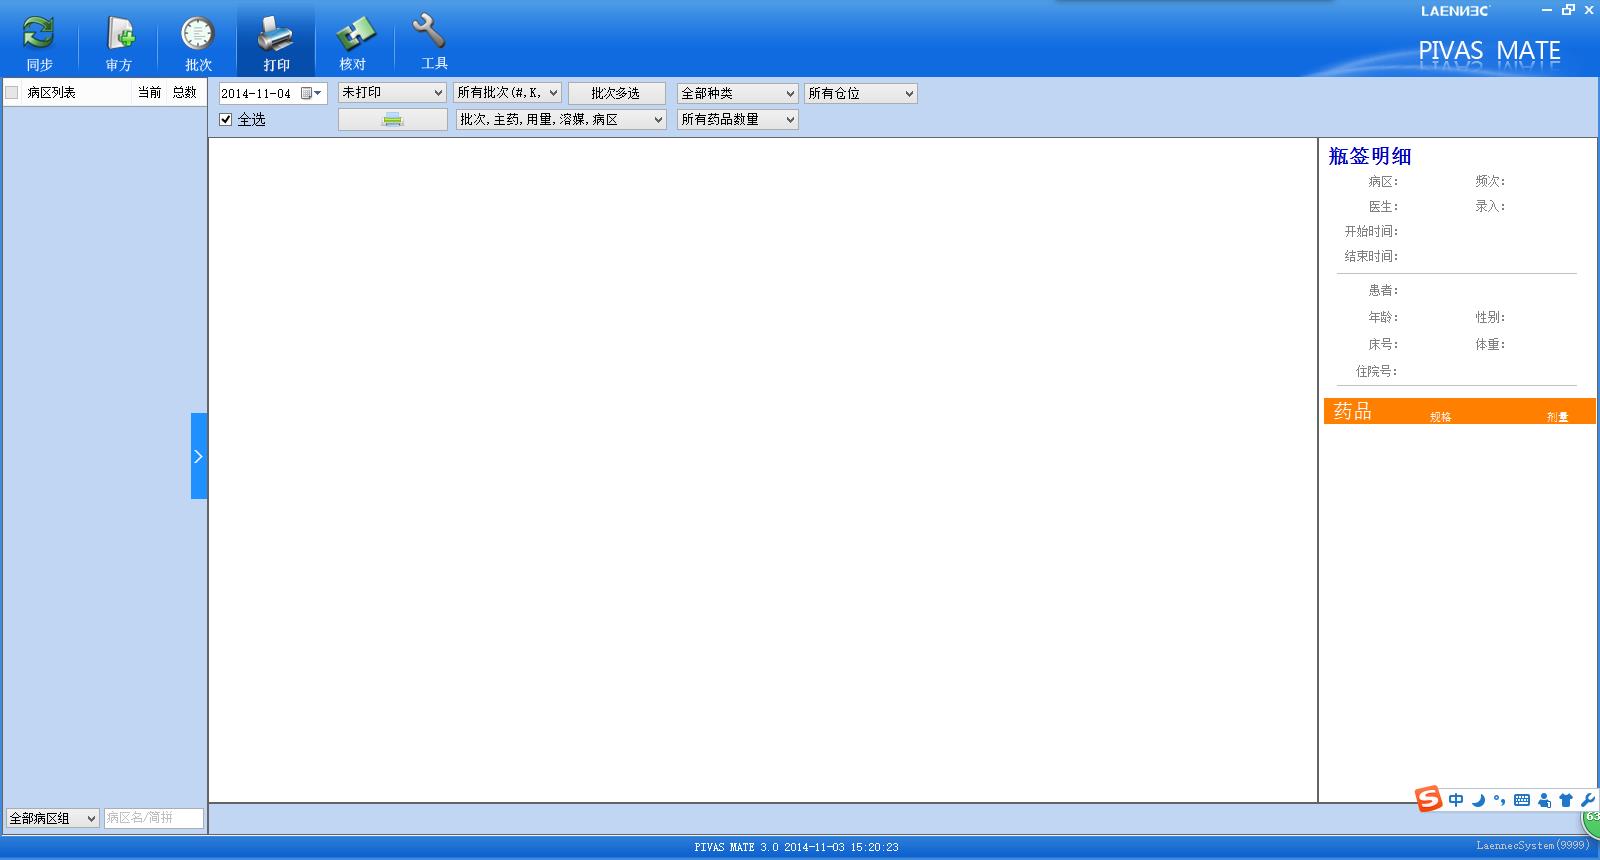 LAENNEC
PIVAS MATE
同步 审方 批次 打印 核对 工具
病区列表 当前 总数
2014-11-04 未打印 所有批次(#,K, 批次多选 全部种类 所有仓位
全选 批次,主药,用量,溶媒,病区 所有药品数量
瓶签明细
病区: 频次:
医生: 录入:
开始时间:
结束时间:
患者:
年龄: 性别:
床号: 体重:
住院号:
药品 规格 剂量
中
63
全部病区组 病区名/简拼
PIVAS MATE 3.0 2014-11-03 15:20:23
LaennecSystem(9999)